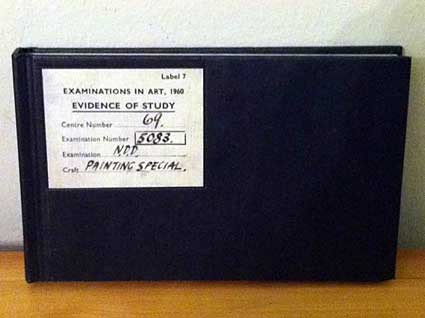 Label 7
EXAMINATIONS IN ART, 1960
EVIDENCE OF STUDY
Centre Number 69.
Examination Number 5083.
Examination N.D.D.
Craft PAINTING SPECIAL.